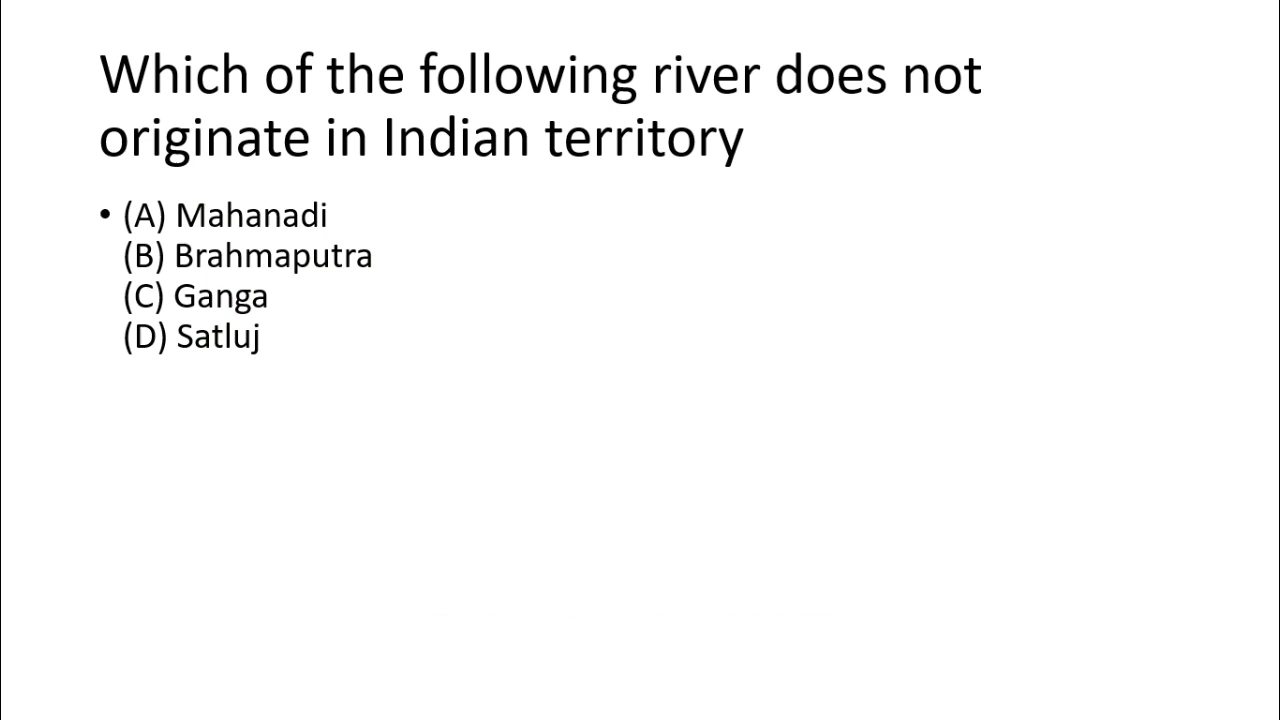 Which of the following river does not
originate in Indian territory
• (A) Mahanadi
(B) Brahmaputra
(C) Ganga
(D) Satluj